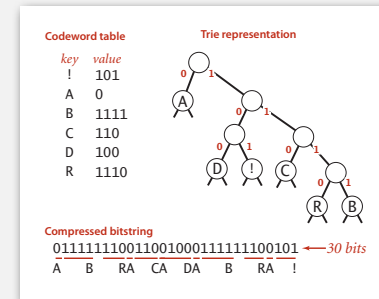 Codeword table
key value
! 101
A 0
B 1111
C 110
D 100
R 1110
Trie representation
0 1
A
0 1
0 1 0 1
D ! C
0 1
R B
Compressed bitstring
011111110011001000111111100101 30 bits
A B RA CA DA B RA !